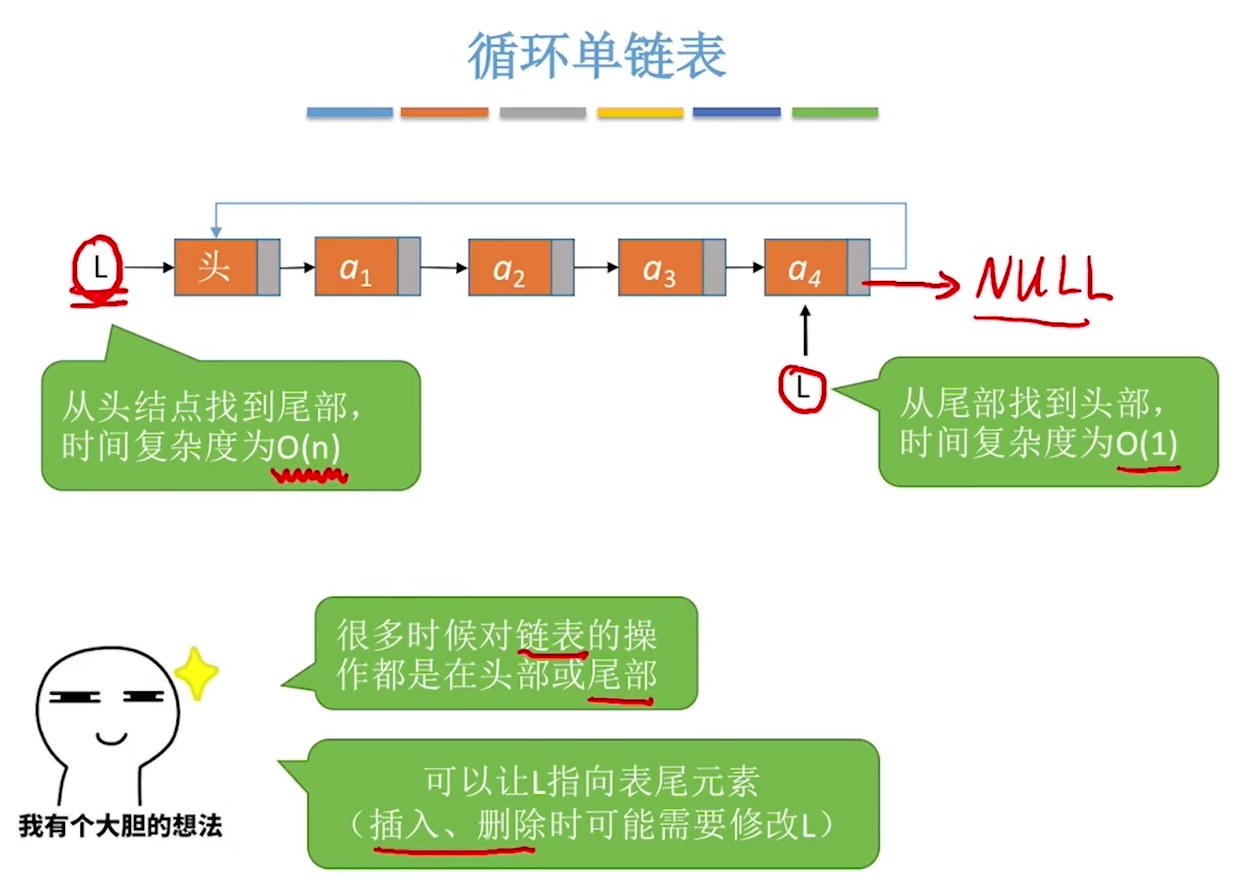 循环单链表
L
头
a1
a2
a3
a4
NULL
L
从头结点找到尾部，
时间复杂度为O(n)
从尾部找到头部，
时间复杂度为O(1)
很多时候对链表的操
作都是在头部或尾部
可以让L指向表尾元素
（插入、删除时可能需要修改L）
我有个大胆的想法